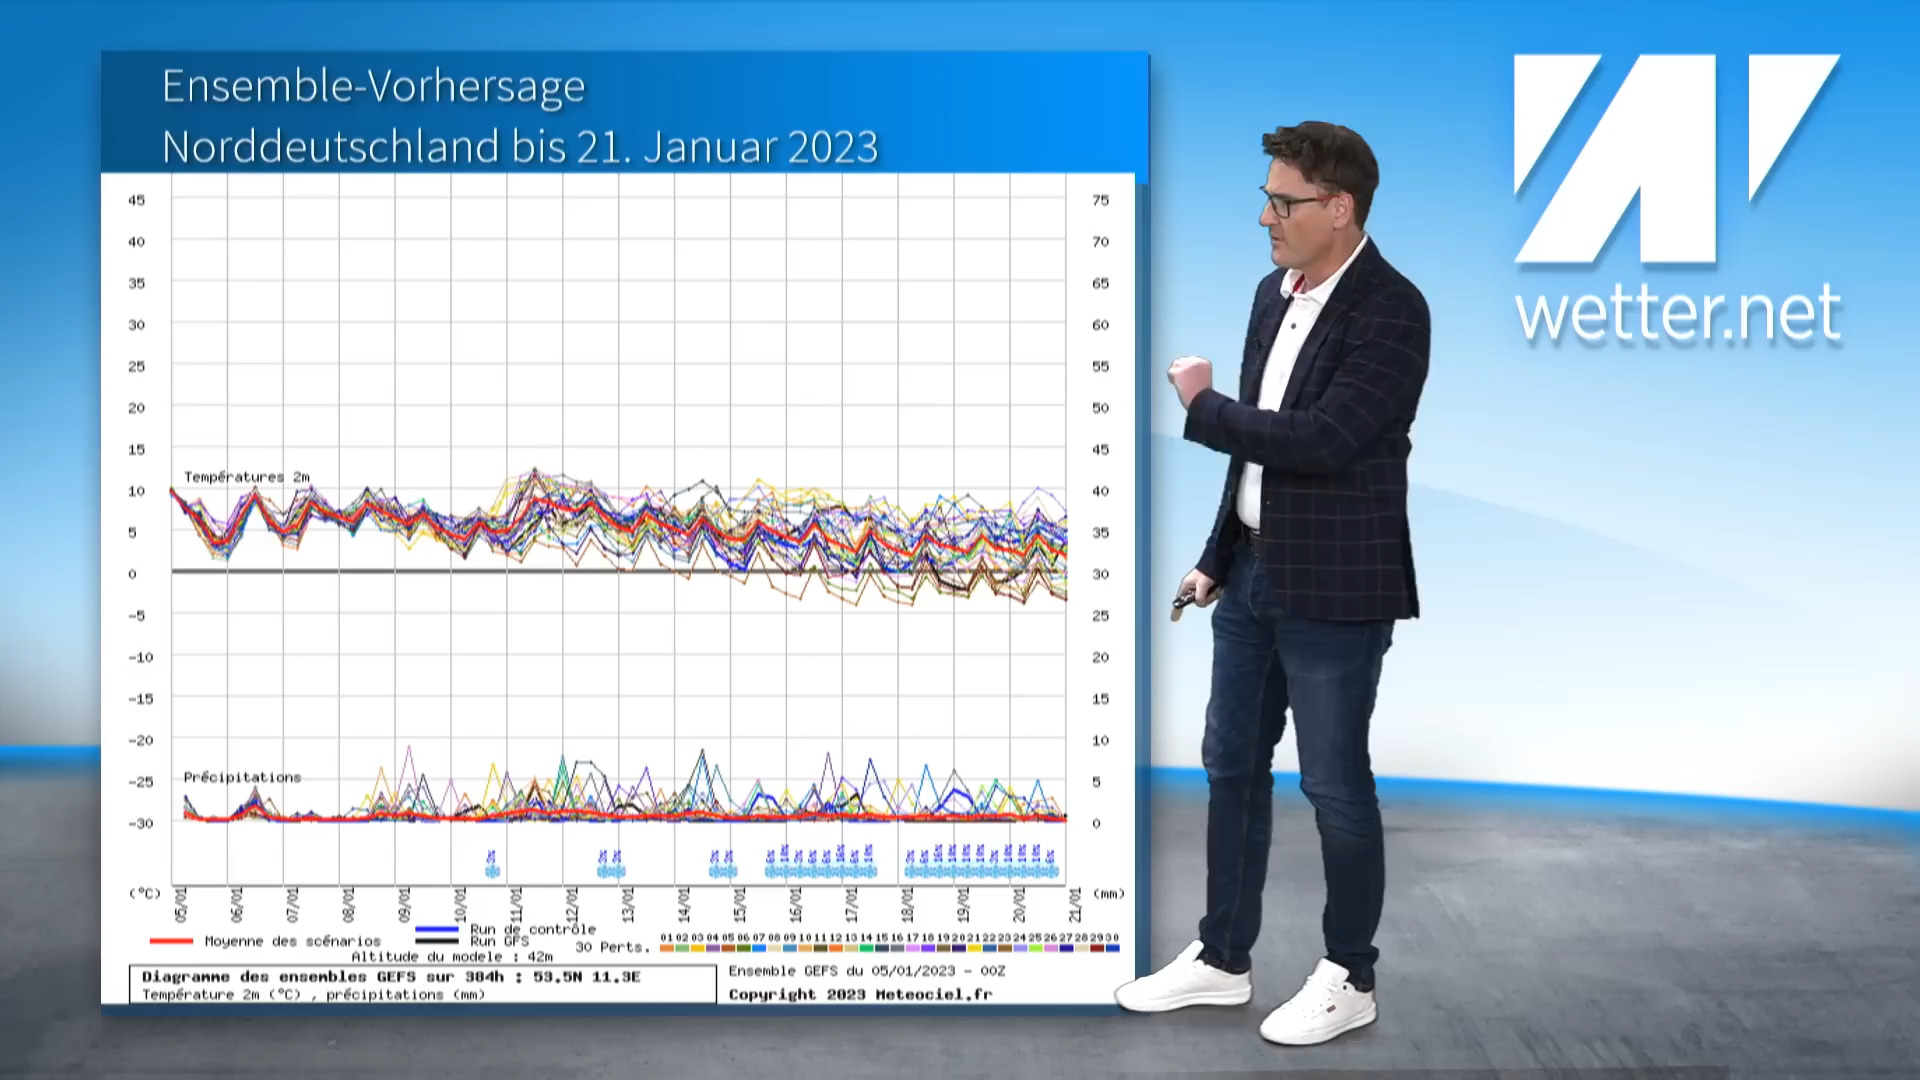 Ensemble-Vorhersage
Norddeutschland bis 21. Januar 2023
wetter.net
45 75
40 70
35 65
30 60
25 55
20 50
15 45
Températures 2m
10 40
5 35
0 30
-5 25
-10 20
-15 15
-20 10
Précipitations
-25 5
-30 0
(°C) 05/01 06/01 07/01 08/01 09/01 10/01 11/01 12/01 13/01 14/01 15/01 16/01 17/01 18/01 19/01 20/01 21/01 (mm)
Moyenne des scénarios
Run de contrôle
Run GFS
30 Perts.
01 02 03 04 05 06 07 08 09 10 11 12 13 14 15 16 17 18 19 20 21 22 23 24 25 26 27 28 29 30
Altitude du modele : 42m
Diagramme des ensembles GEFS sur 384h : 53.5N 11.3E
Température 2m (°C) , précipitations (mm)
Ensemble GEFS du 05/01/2023 - 00Z
Copyright 2023 Meteociel.fr